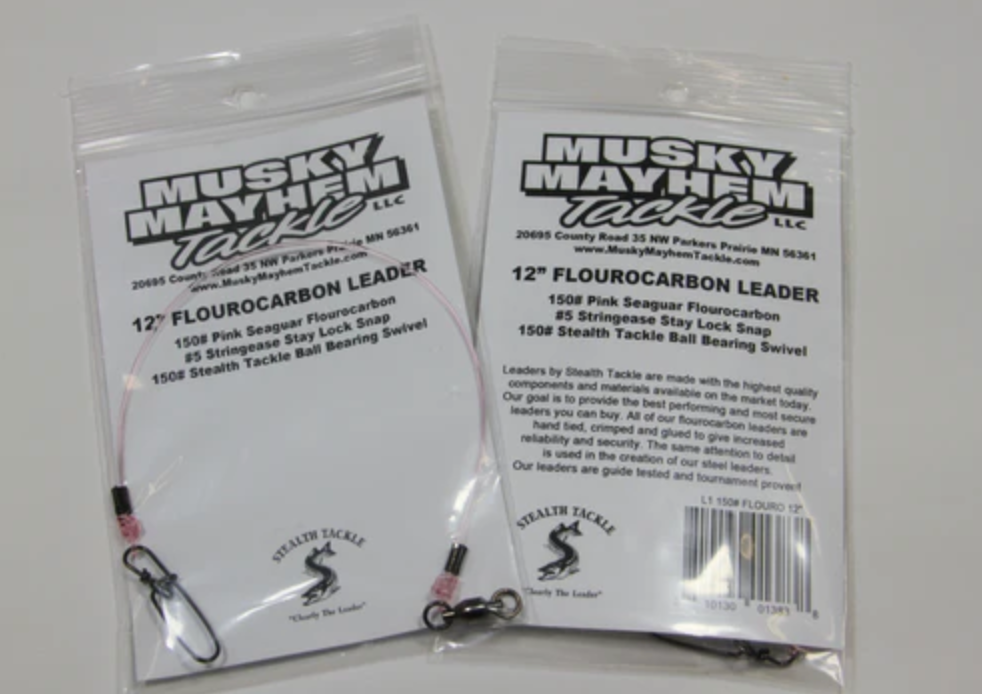 MUSKY
MAYHEM
Tackle LLC
20695 County Road 35 NW Parkers Prairie MN 56361
www.MuskyMayhemTackle.com
12" FLOUROCARBON LEADER
150# Pink Seaguar Flourocarbon
#5 Stringease Stay Lock Snap
150# Stealth Tackle Ball Bearing Swivel
STEALTH TACKLE
"Clearly The Leader"
MUSKY
MAYHEM
Tackle LLC
20695 County Road 35 NW Parkers Prairie MN 56361
www.MuskyMayhemTackle.com
12" FLOUROCARBON LEADER
150# Pink Seaguar Flourocarbon
#5 Stringease Stay Lock Snap
150# Stealth Tackle Ball Bearing Swivel
Leaders by Stealth Tackle are made with the highest quality
components and materials available on the market today.
Our goal is to provide the best performing and most secure
leaders you can buy. All of our flourocarbon leaders are
hand tied, crimped and glued to give increased
reliability and security. The same attention to detail
is used in the creation of our steel leaders.
Our leaders are guide tested and tournament proven!
STEALTH TACKLE
"Clearly The Leader"
L1 150# FLOURO 12"
10130 8